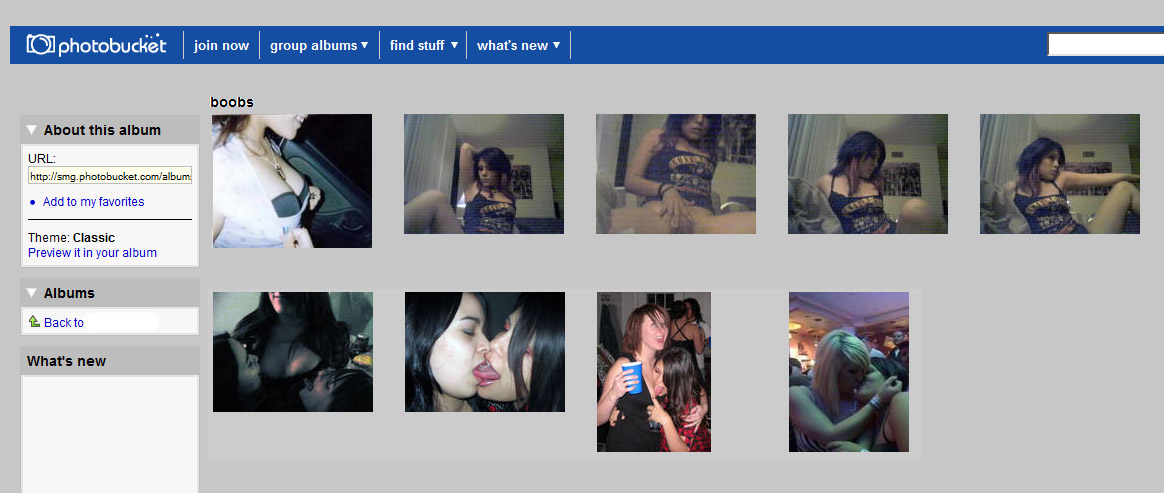 photobucket
join now
group albums
find stuff
what's new
boobs
About this album
URL:
http://smg.photobucket.com/album
Add to my favorites
Theme: Classic
Preview it in your album
Albums
Back to
What's new